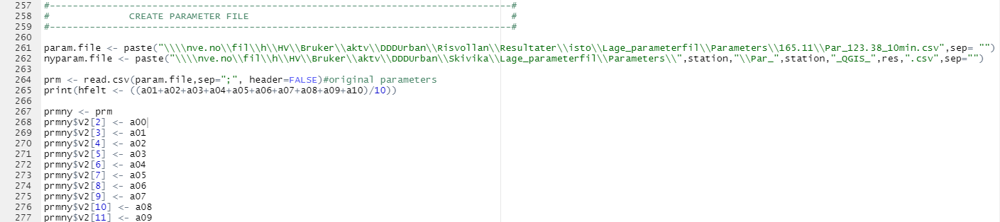 257 #---------------------------------------------------------------------------------#
258 # CREATE PARAMETER FILE #
259 #---------------------------------------------------------------------------------#
260
261 param.file <- paste("\\\\nve.no\\fil\\h\\HV\\Bruker\\aktv\\DDDUrban\\Risvollan\\Resultater\\isto\\Lage_parameterfil\\Parameters\\165.11\\Par_123.38_10min.csv",sep= "")
262 nyparam.file <- paste("\\\\nve.no\\fil\\h\\HV\\Bruker\\aktv\\DDDUrban\\Skivika\\Lage_parameterfil\\Parameters\\",station,"\\Par_",station,"_QGIS_",res,".csv",sep="")
263
264 prm <- read.csv(param.file,sep=";", header=FALSE)#original parameters
265 print(hfelt <- ((a01+a02+a03+a04+a05+a06+a07+a08+a09+a10)/10))
266
267 prmny <- prm
268 prmny$V2[2] <- a00
269 prmny$V2[3] <- a01
270 prmny$V2[4] <- a02
271 prmny$V2[5] <- a03
272 prmny$V2[6] <- a04
273 prmny$V2[7] <- a05
274 prmny$V2[8] <- a06
275 prmny$V2[9] <- a07
276 prmny$V2[10] <- a08
277 prmny$V2[11] <- a09